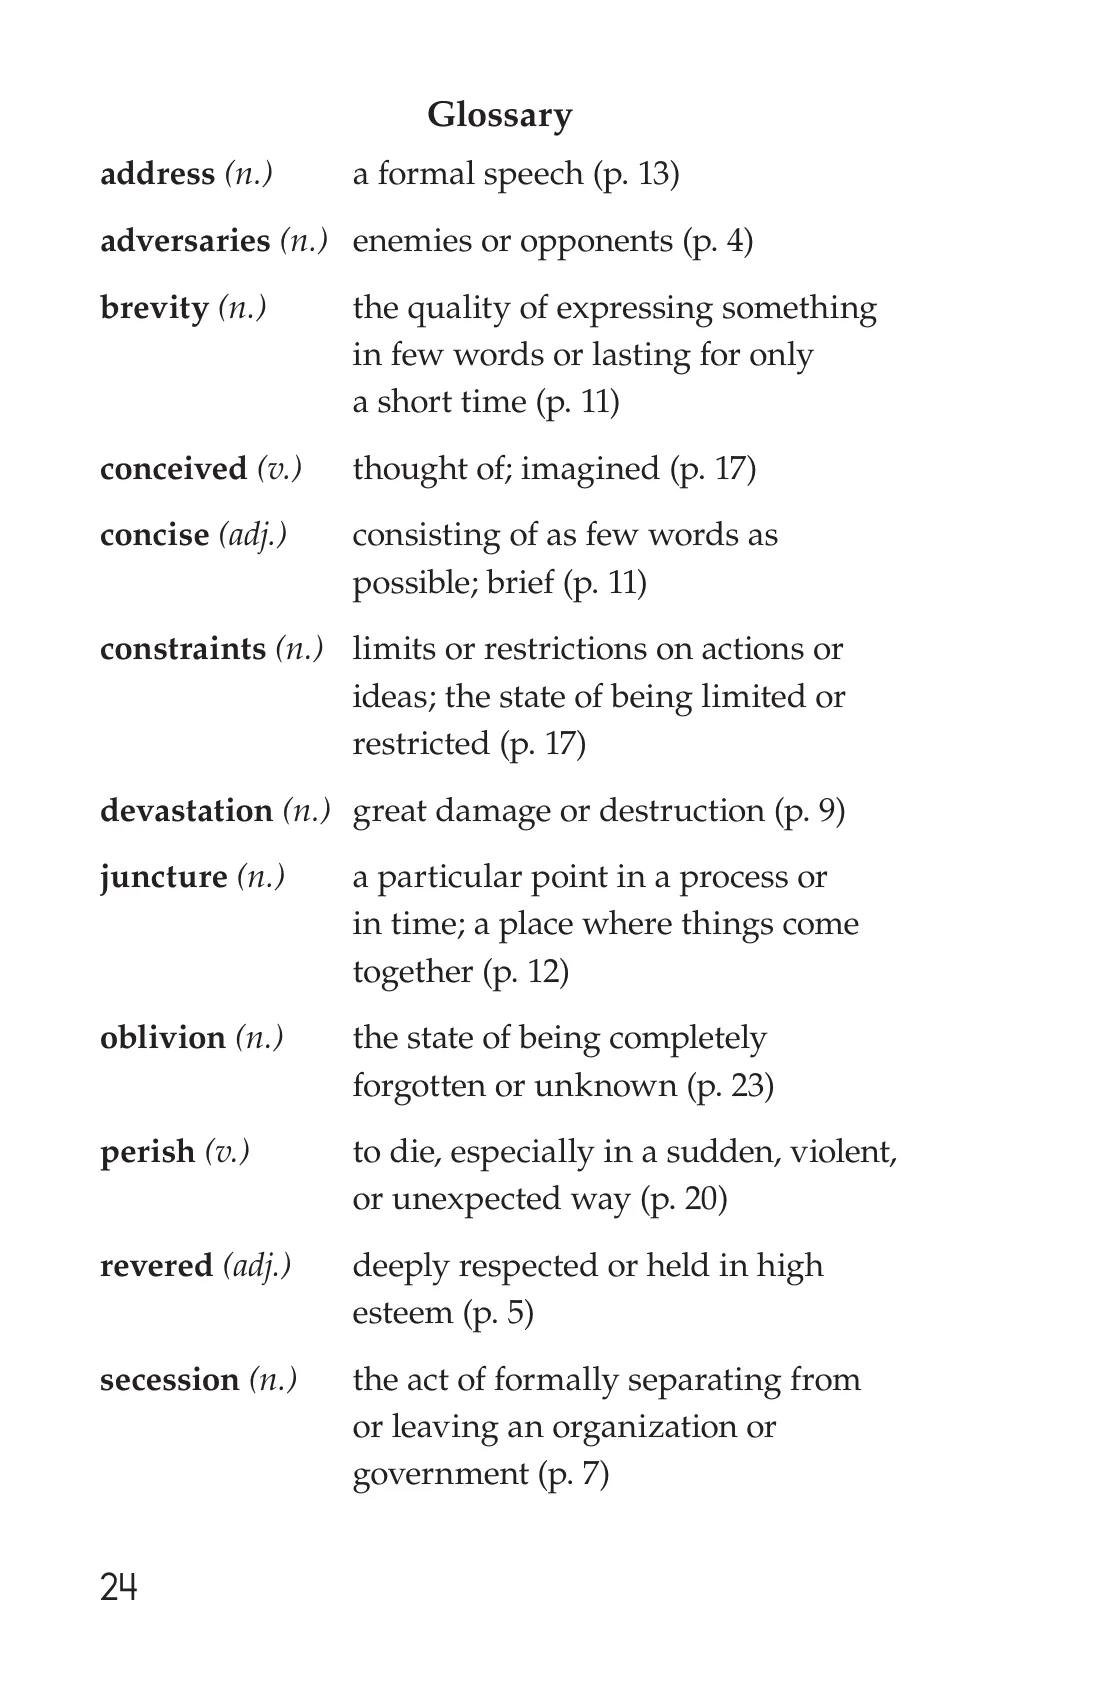 Glossary
address (n.) a formal speech (p. 13)
adversaries (n.) enemies or opponents (p. 4)
brevity (n.) the quality of expressing something
in few words or lasting for only
a short time (p. 11)
conceived (v.) thought of; imagined (p. 17)
concise (adj.) consisting of as few words as
possible; brief (p. 11)
constraints (n.) limits or restrictions on actions or
ideas; the state of being limited or
restricted (p. 17)
devastation (n.) great damage or destruction (p. 9)
juncture (n.) a particular point in a process or
in time; a place where things come
together (p. 12)
oblivion (n.) the state of being completely
forgotten or unknown (p. 23)
perish (v.) to die, especially in a sudden, violent,
or unexpected way (p. 20)
revered (adj.) deeply respected or held in high
esteem (p. 5)
secession (n.) the act of formally separating from
or leaving an organization or
government (p. 7)
24